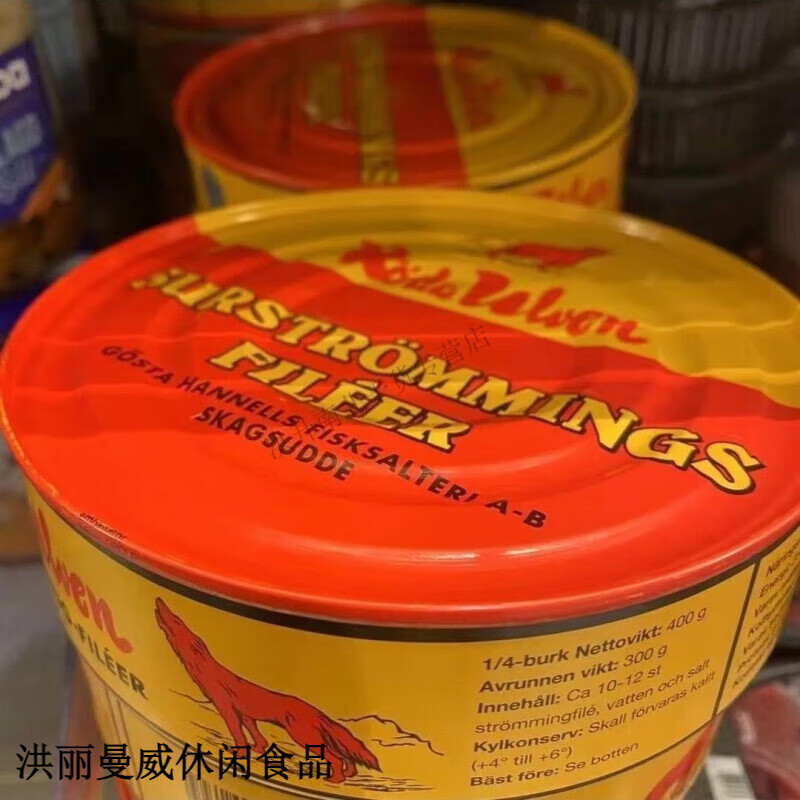 Röda Ulven
SURSTRÖMMINGS
FILÉER
GÖSTA HANNELLS FISKSALTERI A-B
SKAGSUDDE
Ulven
FILÉER
1/4-burk Nettovikt: 400 g
Avrunnen vikt: 300 g
Innehåll: Ca 10-12 st
strömmingfilé, vatten och salt
Kylkonserv: Skall förvaras kallt
(+4° till +6°)
Bäst före: Se botten
洪丽曼威休闲食品